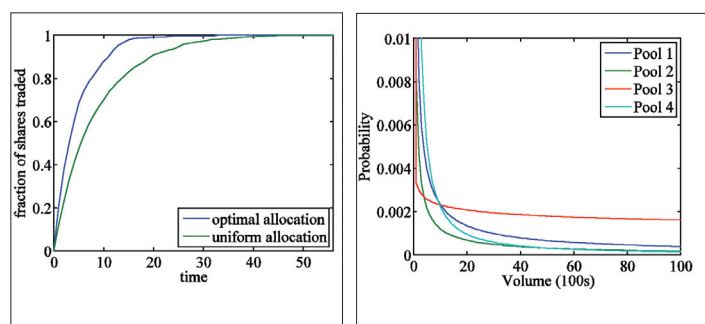 1
0.8
0.6
0.4
0.2
0
fraction of shares traded
optimal allocation
uniform allocation
0 10 20 30 40 50
time
0.01
0.008
0.006
0.004
0.002
0
Probability
Pool 1
Pool 2
Pool 3
Pool 4
0 20 40 60 80 100
Volume (100s)